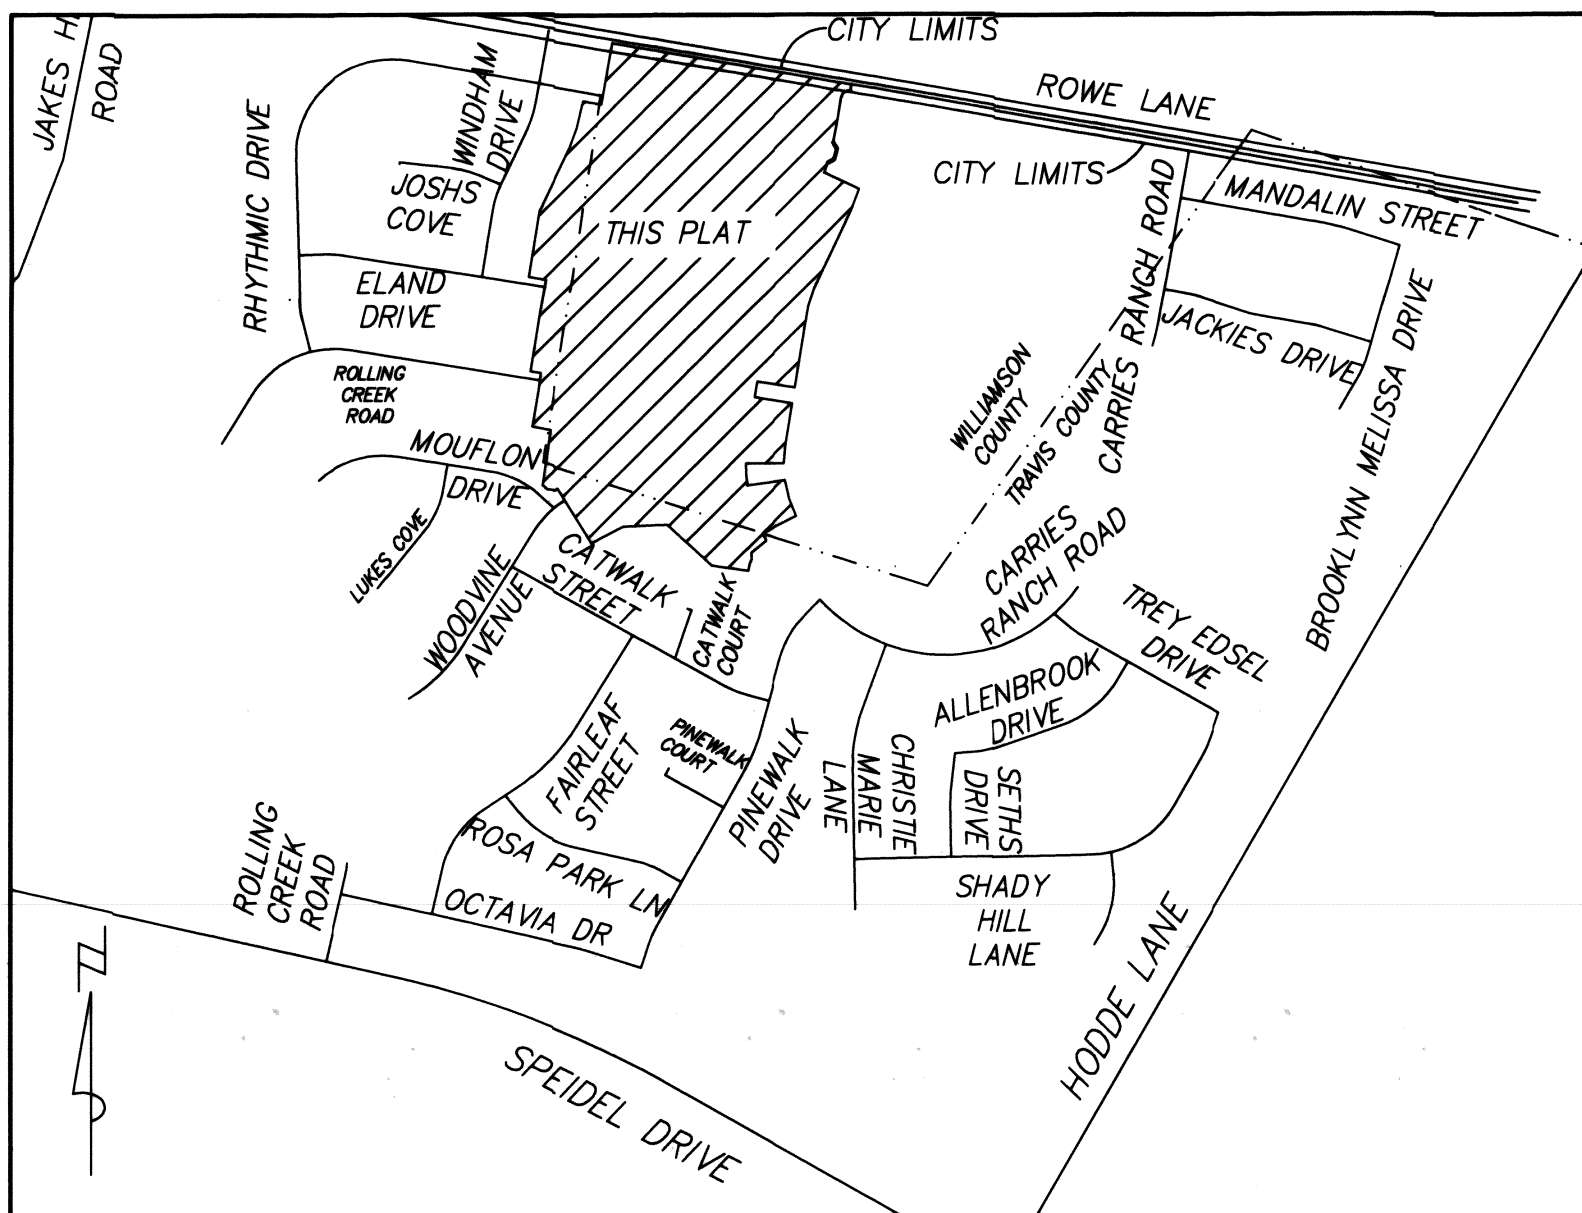 CITY LIMITS
JAKES
ROAD
WINDHAM
DRIVE
ROWE LANE
RHYTHMIC DRIVE
CITY LIMITS
JOSHS
COVE
MANDALIN STREET
THIS PLAT
CARRIES RANCH ROAD
ELAND
DRIVE
JACKIES DRIVE
BROOKLYNN MELISSA DRIVE
ROLLING
CREEK
ROAD
WILLIAMSON
COUNTY
TRAVIS COUNTY
MOUFLON
DRIVE
LUKES COVE
WOODVINE
AVENUE
CATWALK
STREET
CATWALK
COURT
CARRIES
RANCH ROAD
TREY EDSEL
DRIVE
ALLENBROOK
DRIVE
FAIRLEAF
STREET
PINEWALK
COURT
PINEWALK
DRIVE
CHRISTIE
MARIE
LANE
SETHS
DRIVE
ROLLING
CREEK
ROAD
ROSA PARK LN
OCTAVIA DR
SHADY
HILL
LANE
HODDE LANE
N
SPEIDEL DRIVE